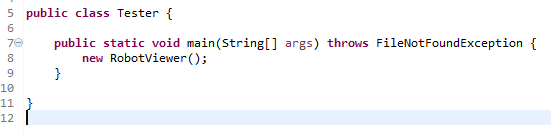 5 public class Tester {
6
7 public static void main(String[] args) throws FileNotFoundException {
8 new RobotViewer();
9 }
10
11 }
12